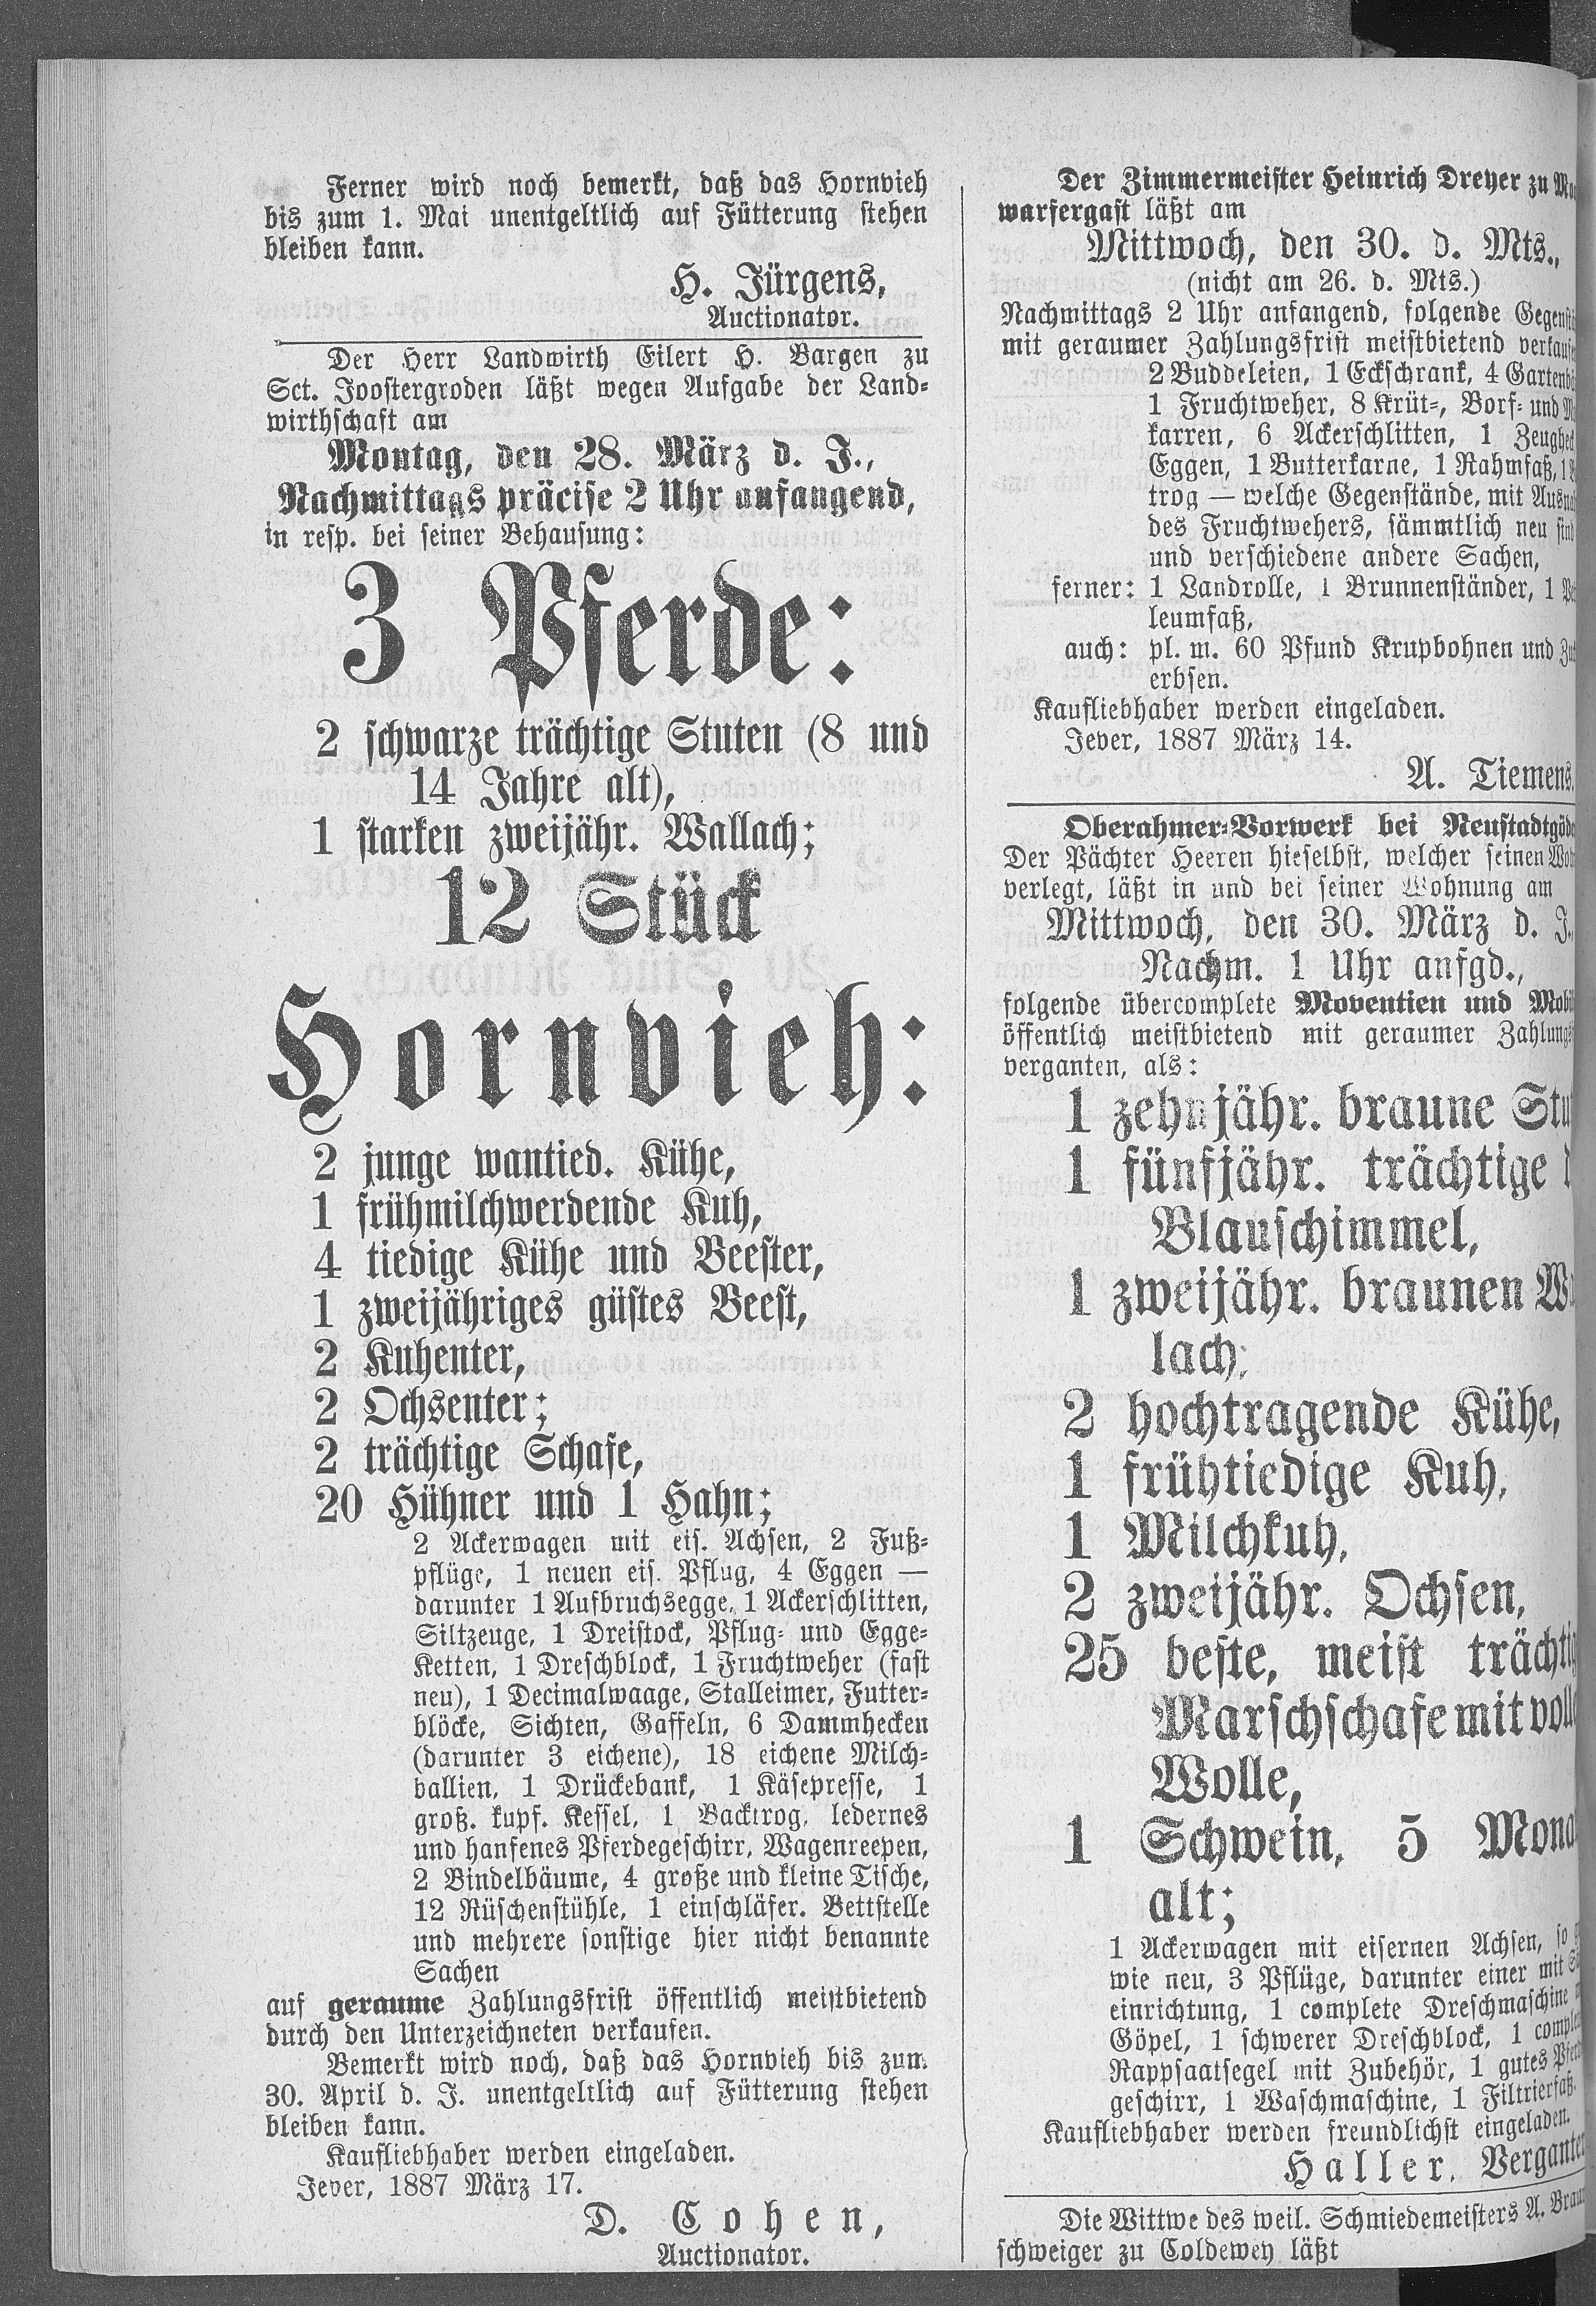 Ferner wird noch bemerkt, daß das Hornvieh
bis zum 1. Mai unentgeltlich auf Fütterung stehen
bleiben kann.
H. Jürgens,
Auctionator.
Der Herr Landwirth Eilert H. Bargen zu
Sct. Joostergroden läßt wegen Aufgabe der Land-
wirthschaft am
Montag, den 28. März d. J.,
Nachmittags präcise 2 Uhr anfangend,
in resp. bei seiner Behausung:
3 Pferde:
2 schwarze trächtige Stuten (8 und
14 Jahre alt),
1 starken zweijähr. Wallach;
12 Stück
Hornvieh:
2 junge wantied. Kühe,
1 frühmilchwerdende Kuh,
4 tiedige Kühe und Beester,
1 zweijähriges güstes Beest,
2 Kuhenter,
2 Ochsenter;
2 trächtige Schafe,
20 Hühner und 1 Hahn;
2 Ackerwagen mit eis. Achsen, 2 Fuß-
pflüge, 1 neuen eis. Pflug, 4 Eggen —
darunter 1 Aufbruchsegge, 1 Ackerschlitten,
Siltzeuge, 1 Dreistock, Pflug- und Egge-
Ketten, 1 Dreschblock, 1 Fruchtweher (fast
neu), 1 Decimalwaage, Stalleimer, Futter-
blöcke, Sichten, Gaffeln, 6 Dammhecken
(darunter 3 eichene), 18 eichene Milch-
ballien, 1 Drückebank, 1 Käsepresse, 1
groß. kupf. Kessel, 1 Backtrog, ledernes
und hanfenes Pferdegeschirr, Wagenreepen,
2 Bindelbäume, 4 große und kleine Tische,
12 Rüschenstühle, 1 einschläfer. Bettstelle
und mehrere sonstige hier nicht benannte
Sachen
auf geraume Zahlungsfrist öffentlich meistbietend
durch den Unterzeichneten verkaufen.
Bemerkt wird noch, daß das Hornvieh bis zum
30. April d. J. unentgeltlich auf Fütterung stehen
bleiben kann.
Kaufliebhaber werden eingeladen.
Jever, 1887 März 17.
D. Cohen,
Auctionator.
Der Zimmermeister Heinrich Dreyer zu
warfergast läßt am
Mittwoch, den 30. d. Mts.,
(nicht am 26. d. Mts.)
Nachmittags 2 Uhr anfangend, folgende
mit geraumer Zahlungsfrist meistbietend
2 Buddeleien, 1 Eckschrank, 4
1 Fruchtweher, 8 Krüt-, Borf- und
karren, 6 Ackerschlitten, 1
Eggen, 1 Butterkarne, 1 Rahmfaß, 1
trog — welche Gegenstände, mit
des Fruchtwehers, sämmtlich neu
und verschiedene andere Sachen,
ferner: 1 Landrolle, 1 Brunnenständer, 1
leumfaß,
auch: pl. m. 60 Pfund Krupbohnen und
erbsen.
Kaufliebhaber werden eingeladen.
Jever, 1887 März 14.
A. Tiemens.
Oberahmer-Vorwerk bei
Der Pächter Heeren hieselbst, welcher seinen
verlegt, läßt in und bei seiner Wohnung am
Mittwoch, den 30. März d. J.,
Nachm. 1 Uhr anfgd.,
folgende übercomplete Moventien und
öffentlich meistbietend mit geraumer
verganten, als:
1 zehnjähr. braune
1 fünfjähr. trächtige
Blauschimmel,
1 zweijähr. braunen
lach;
2 hochtragende Kühe,
1 frühtiedige Kuh,
1 Milchkuh,
2 zweijähr. Ochsen,
25 beste, meist
Marschschafe mit
Wolle,
1 Schwein, 5
alt;
1 Ackerwagen mit eisernen Achsen, so
wie neu, 3 Pflüge, darunter einer mit
einrichtung, 1 complete Dreschmaschine
Göpel, 1 schwerer Dreschblock, 1
Rappsaatsegel mit Zubehör, 1 gutes
geschirr, 1 Waschmaschine, 1 Filtrierfaß.
Kaufliebhaber werden freundlichst eingeladen.
Haller, Verganter
Die Wittwe des weil. Schmiedemeisters A.
schweiger zu Coldewey läßt